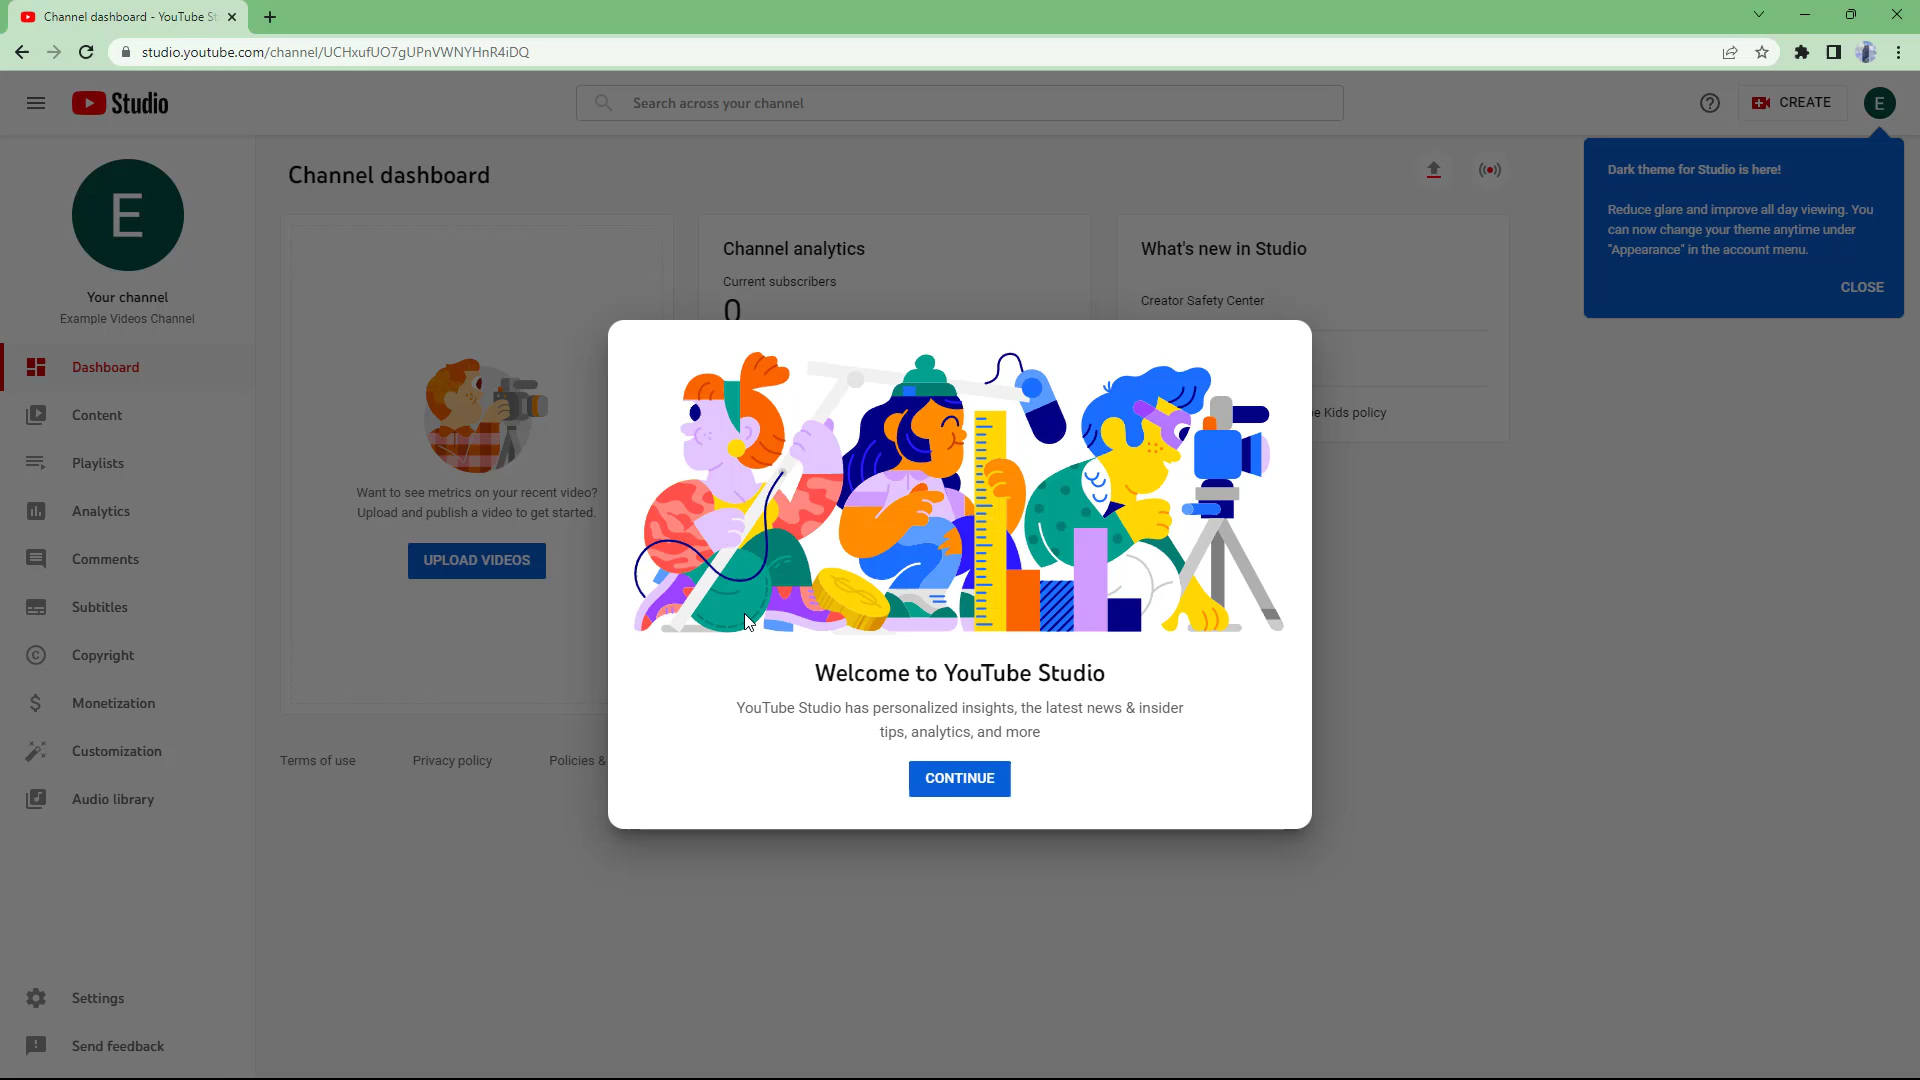 Channel dashboard - YouTube St
studio.youtube.com/channel/UCHxufUO7gUPnVWNYHnR4iDQ
Studio
Search across your channel
CREATE
E
E
Your channel
Example Videos Channel
Dashboard
Content
Playlists
Analytics
Comments
Subtitles
Copyright
Monetization
Customization
Audio library
Settings
Send feedback
Channel dashboard
Want to see metrics on your recent video?
Upload and publish a video to get started.
UPLOAD VIDEOS
Terms of use
Privacy policy
Policies &
Channel analytics
Current subscribers
0
What's new in Studio
Creator Safety Center
Kids policy
Dark theme for Studio is here!
Reduce glare and improve all day viewing. You
can now change your theme anytime under
"Appearance" in the account menu.
CLOSE
Welcome to YouTube Studio
YouTube Studio has personalized insights, the latest news & insider
tips, analytics, and more
CONTINUE